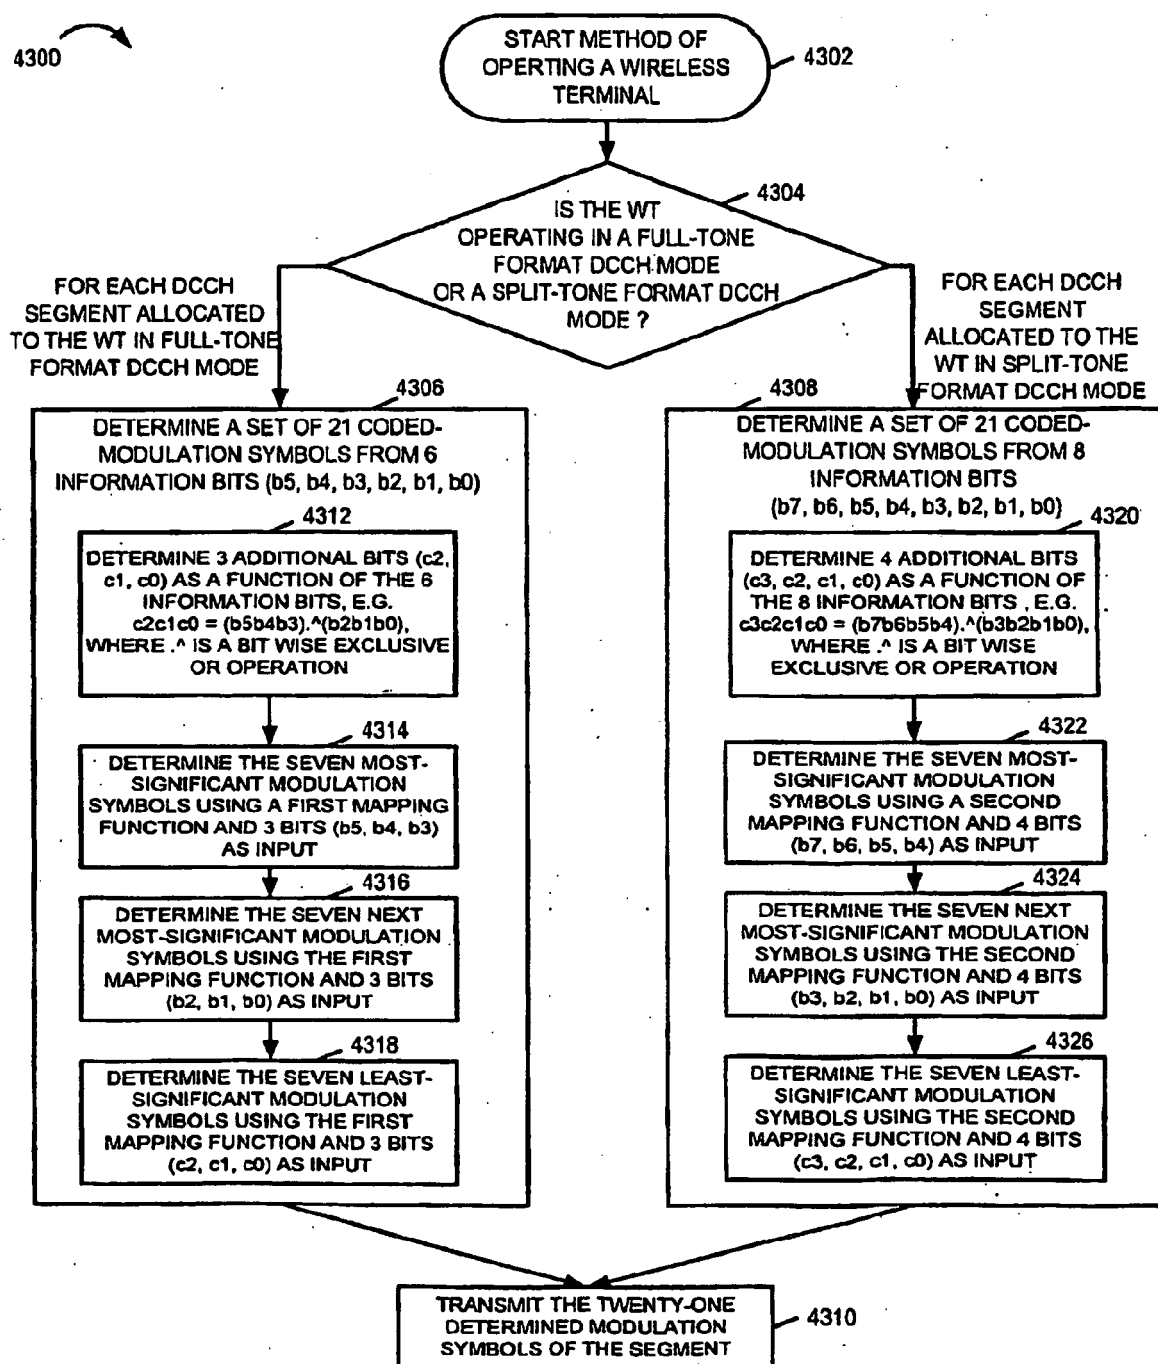 4300
START METHOD OF
OPERTING A WIRELESS
TERMINAL
4302
4304
IS THE WT
OPERATING IN A FULL-TONE
FORMAT DCCH MODE
OR A SPLIT-TONE FORMAT DCCH
MODE ?
FOR EACH DCCH
SEGMENT ALLOCATED
TO THE WT IN FULL-TONE
FORMAT DCCH MODE
FOR EACH DCCH
SEGMENT
ALLOCATED TO THE
WT IN SPLIT-TONE
FORMAT DCCH MODE
4306
DETERMINE A SET OF 21 CODED-
MODULATION SYMBOLS FROM 6
INFORMATION BITS (b5, b4, b3, b2, b1, b0)
4312
DETERMINE 3 ADDITIONAL BITS (c2,
c1, c0) AS A FUNCTION OF THE 6
INFORMATION BITS, E.G.
c2c1c0 = (b5b4b3).^(b2b1b0),
WHERE .^ IS A BIT WISE EXCLUSIVE
OR OPERATION
4314
DETERMINE THE SEVEN MOST-
SIGNIFICANT MODULATION
SYMBOLS USING A FIRST MAPPING
FUNCTION AND 3 BITS (b5, b4, b3)
AS INPUT
4316
DETERMINE THE SEVEN NEXT
MOST-SIGNIFICANT MODULATION
SYMBOLS USING THE FIRST
MAPPING FUNCTION AND 3 BITS
(b2, b1, b0) AS INPUT
4318
DETERMINE THE SEVEN LEAST-
SIGNIFICANT MODULATION
SYMBOLS USING THE FIRST
MAPPING FUNCTION AND 3 BITS
(c2, c1, c0) AS INPUT
4308
DETERMINE A SET OF 21 CODED-
MODULATION SYMBOLS FROM 8
INFORMATION BITS
(b7, b6, b5, b4, b3, b2, b1, b0)
4320
DETERMINE 4 ADDITIONAL BITS
(c3, c2, c1, c0) AS A FUNCTION OF
THE 8 INFORMATION BITS , E.G.
c3c2c1c0 = (b7b6b5b4).^(b3b2b1b0),
WHERE .^ IS A BIT WISE
EXCLUSIVE OR OPERATION
4322
DETERMINE THE SEVEN MOST-
SIGNIFICANT MODULATION
SYMBOLS USING A SECOND
MAPPING FUNCTION AND 4 BITS
(b7, b6, b5, b4) AS INPUT
4324
DETERMINE THE SEVEN NEXT
MOST-SIGNIFICANT MODULATION
SYMBOLS USING THE SECOND
MAPPING FUNCTION AND 4 BITS
(b3, b2, b1, b0) AS INPUT
4326
DETERMINE THE SEVEN LEAST-
SIGNIFICANT MODULATION
SYMBOLS USING THE SECOND
MAPPING FUNCTION AND 4 BITS
(c3, c2, c1, c0) AS INPUT
TRANSMIT THE TWENTY-ONE
DETERMINED MODULATION
SYMBOLS OF THE SEGMENT
4310